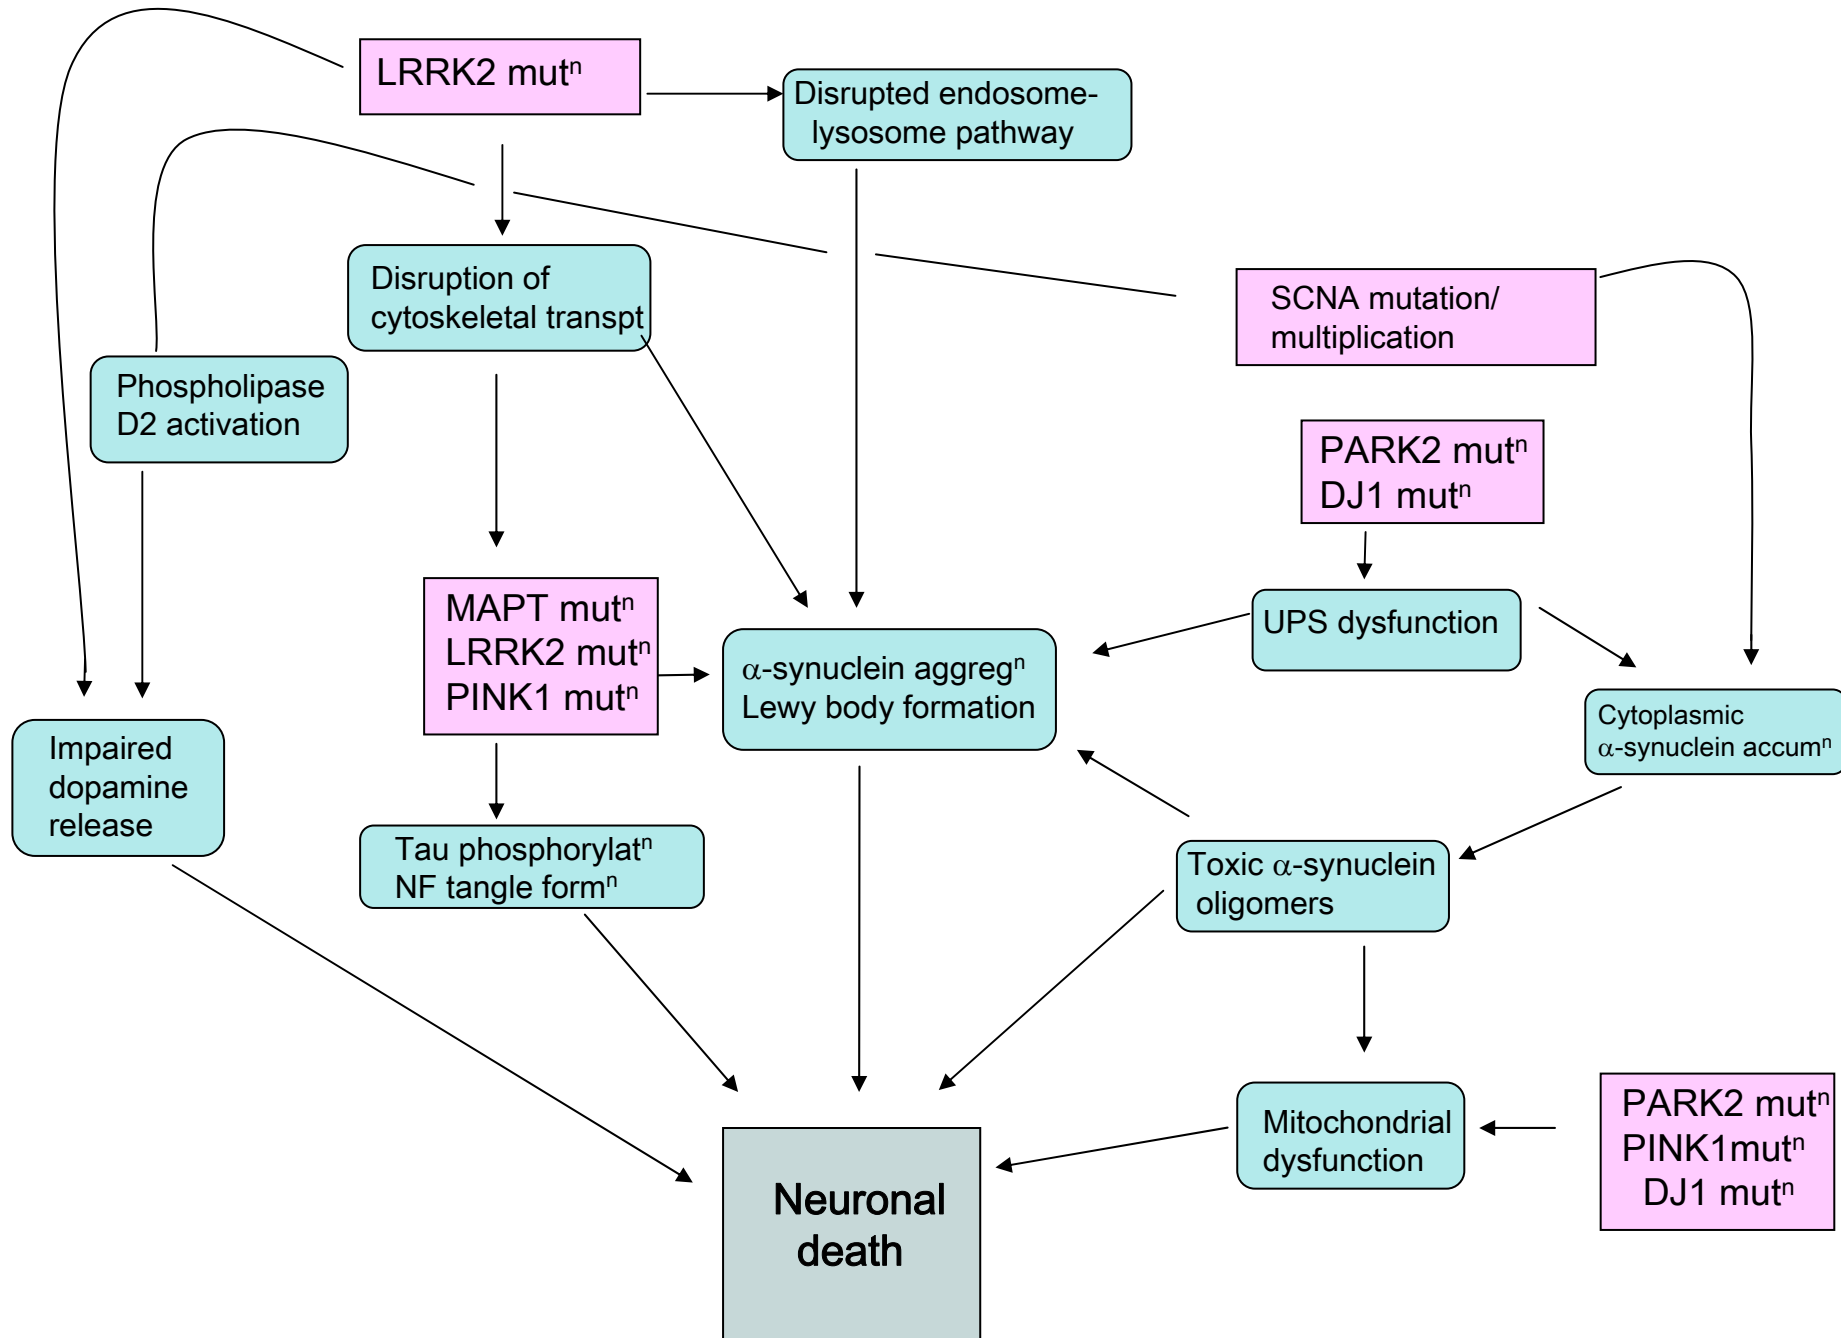 LRRK2 mutⁿ
Disrupted endosome-
lysosome pathway
Disruption of
cytoskeletal transpt
SCNA mutation/
multiplication
Phospholipase
D2 activation
PARK2 mutⁿ
DJ1 mutⁿ
MAPT mutⁿ
LRRK2 mutⁿ
PINK1 mutⁿ
α-synuclein aggregⁿ
Lewy body formation
UPS dysfunction
Cytoplasmic
α-synuclein accumⁿ
Impaired
dopamine
release
Tau phosphorylatⁿ
NF tangle formⁿ
Toxic α-synuclein
oligomers
Mitochondrial
dysfunction
PARK2 mutⁿ
PINK1mutⁿ
DJ1 mutⁿ
Neuronal
death